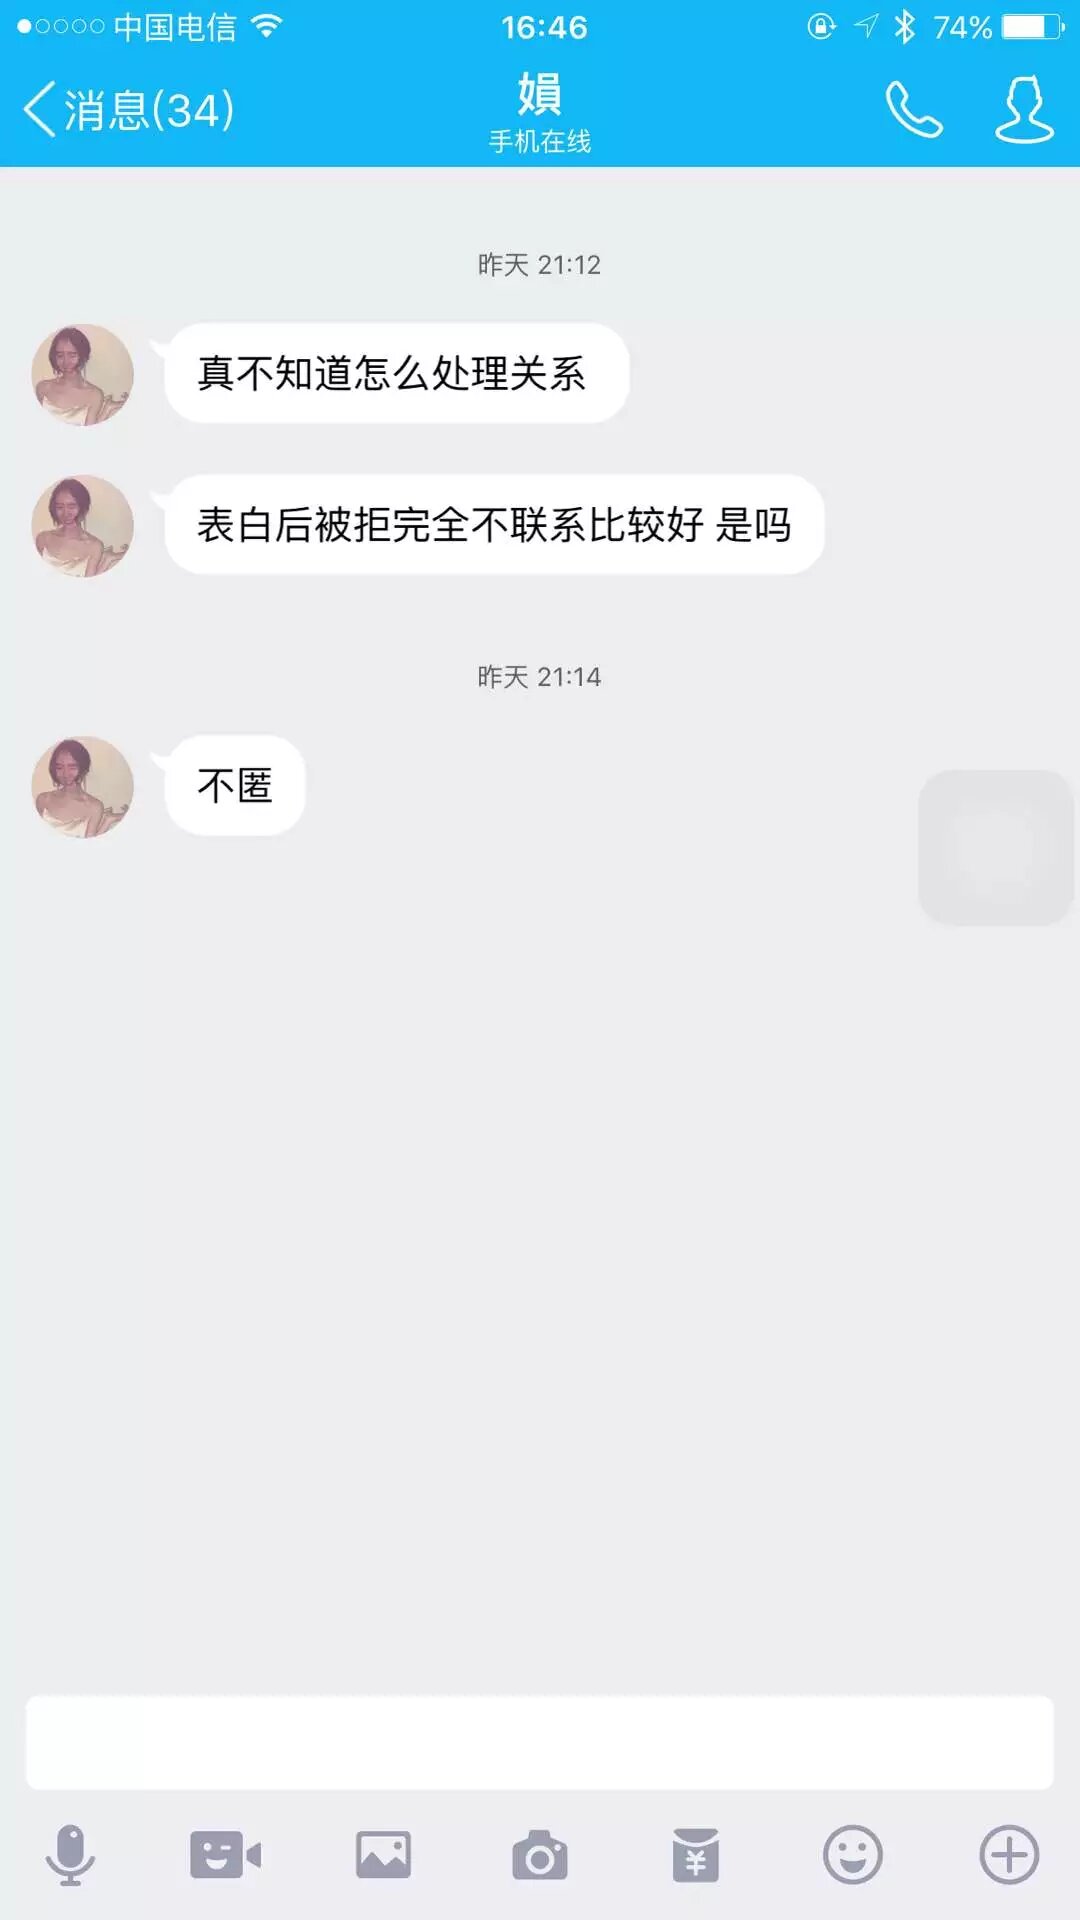 中国电信 16:46 74%
消息(34) 娟 
手机在线
昨天 21:12
真不知道怎么处理关系
表白后被拒完全不联系比较好 是吗
昨天 21:14
不匿